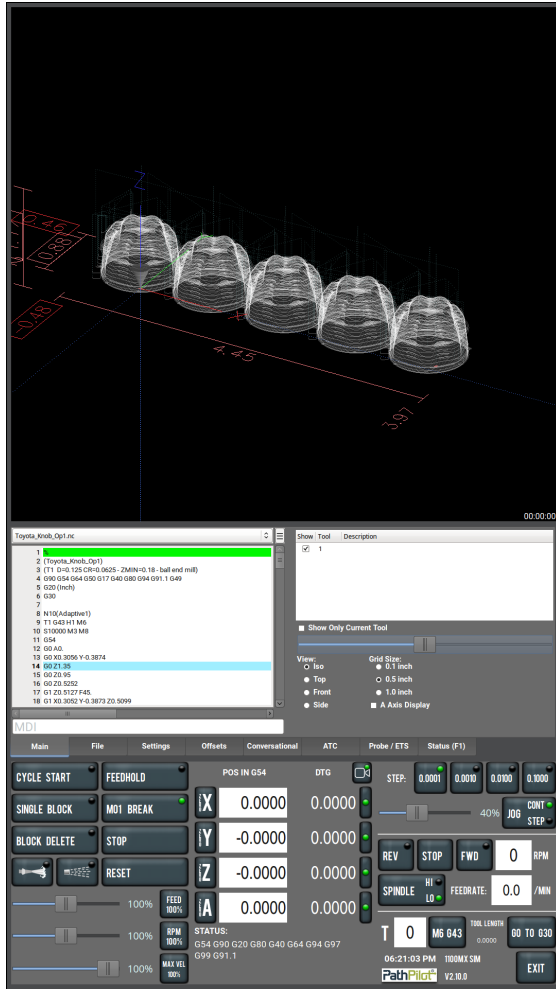 Z
0.46
0.88
-0.48
X
4.45
3.97
00:00:00
Toyota_Knob_Op1.nc
1 %
2 (Toyota_Knob_Op1)
3 (T1 D=0.125 CR=0.0625 - ZMIN=0.18 - ball end mill)
4 G90 G54 G64 G50 G17 G40 G80 G94 G91.1 G49
5 G20 (Inch)
6 G30
7
8 N10(Adaptive1)
9 T1 G43 H1 M6
10 S10000 M3 M8
11 G54
12 G0 A0.
13 G0 X0.3056 Y-0.3874
14 G0 Z1.35
15 G0 Z0.95
16 G0 Z0.5252
17 G1 Z0.5127 F45.
18 G1 X0.3052 Y-0.3873 Z0.5099
MDI
Show Tool Description
1
Show Only Current Tool
View: Grid Size:
Iso 0.1 inch
Top 0.5 inch
Front 1.0 inch
Side A Axis Display
Main File Settings Offsets Conversational ATC Probe / ETS Status (F1)
CYCLE START FEEDHOLD
SINGLE BLOCK M01 BREAK
BLOCK DELETE STOP
RESET
100% FEED 100%
100% RPM 100%
100% MAX VEL 100%
POS IN G54 DTG
X 0.0000 0.0000
Y -0.0000 0.0000
Z -0.0000 0.0000
A 0.0000 0.0000
STATUS:
G54 G90 G20 G80 G40 G64 G94 G97
G99 G91.1
STEP: 0.0001 0.0010 0.0100 0.1000
40% JOG CONT STEP
REV STOP FWD 0 RPM
SPINDLE HI LO FEEDRATE: 0.0 /MIN
T 0 M6 G43 TOOL LENGTH 0.0000 GO TO G30
06:21:03 PM 1100MX SIM
PathPilot® V2.10.0
EXIT